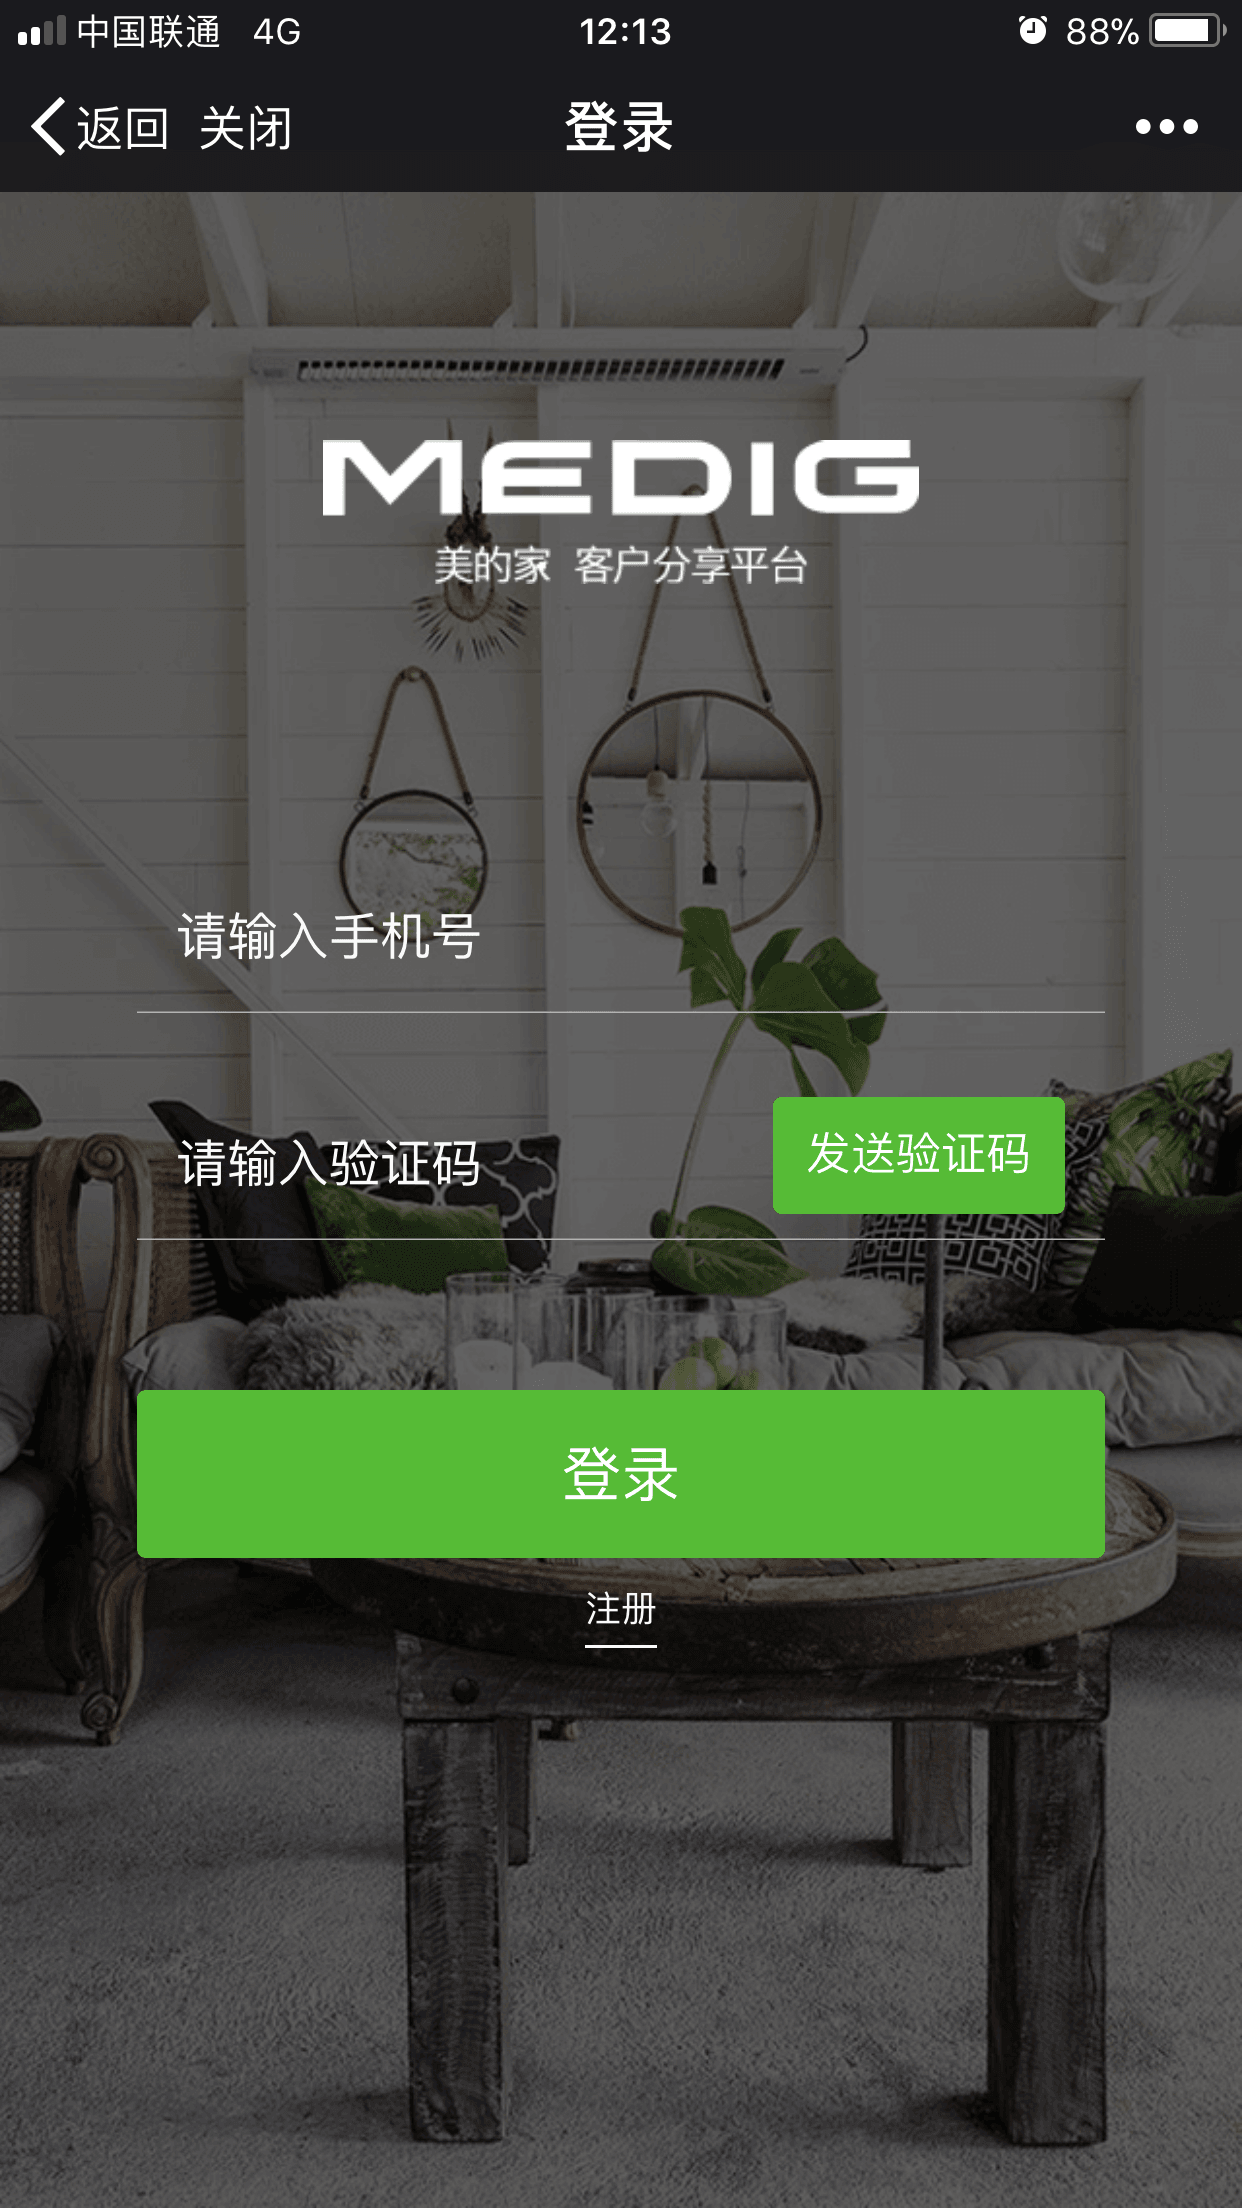 中国联通 4G 12:13 88%
返回 关闭 登录
MEDIG
美的家 客户分享平台
请输入手机号
请输入验证码 发送验证码
登录
注册